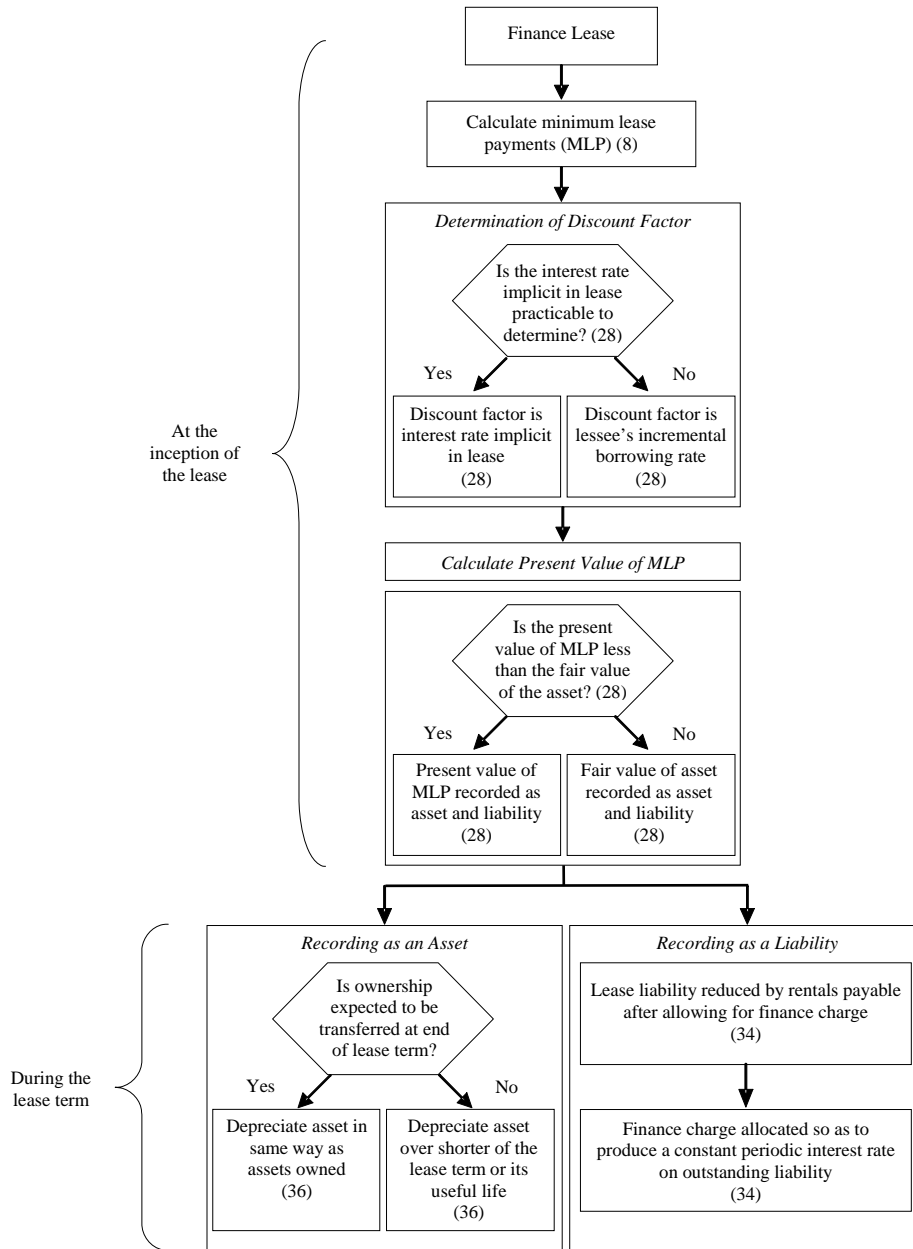 Finance Lease
Calculate minimum lease
payments (MLP) (8)
Determination of Discount Factor
Is the interest rate
implicit in lease
practicable to
determine? (28)
Yes
No
Discount factor is
interest rate implicit
in lease
(28)
Discount factor is
lessee's incremental
borrowing rate
(28)
At the
inception of
the lease
Calculate Present Value of MLP
Is the present
value of MLP less
than the fair value
of the asset? (28)
Yes
No
Present value of
MLP recorded as
asset and liability
(28)
Fair value of asset
recorded as asset
and liability
(28)
During the
lease term
Recording as an Asset
Is ownership
expected to be
transferred at end
of lease term?
Yes
No
Depreciate asset in
same way as
assets owned
(36)
Depreciate asset
over shorter of the
lease term or its
useful life
(36)
Recording as a Liability
Lease liability reduced by rentals payable
after allowing for finance charge
(34)
Finance charge allocated so as to
produce a constant periodic interest rate
on outstanding liability
(34)